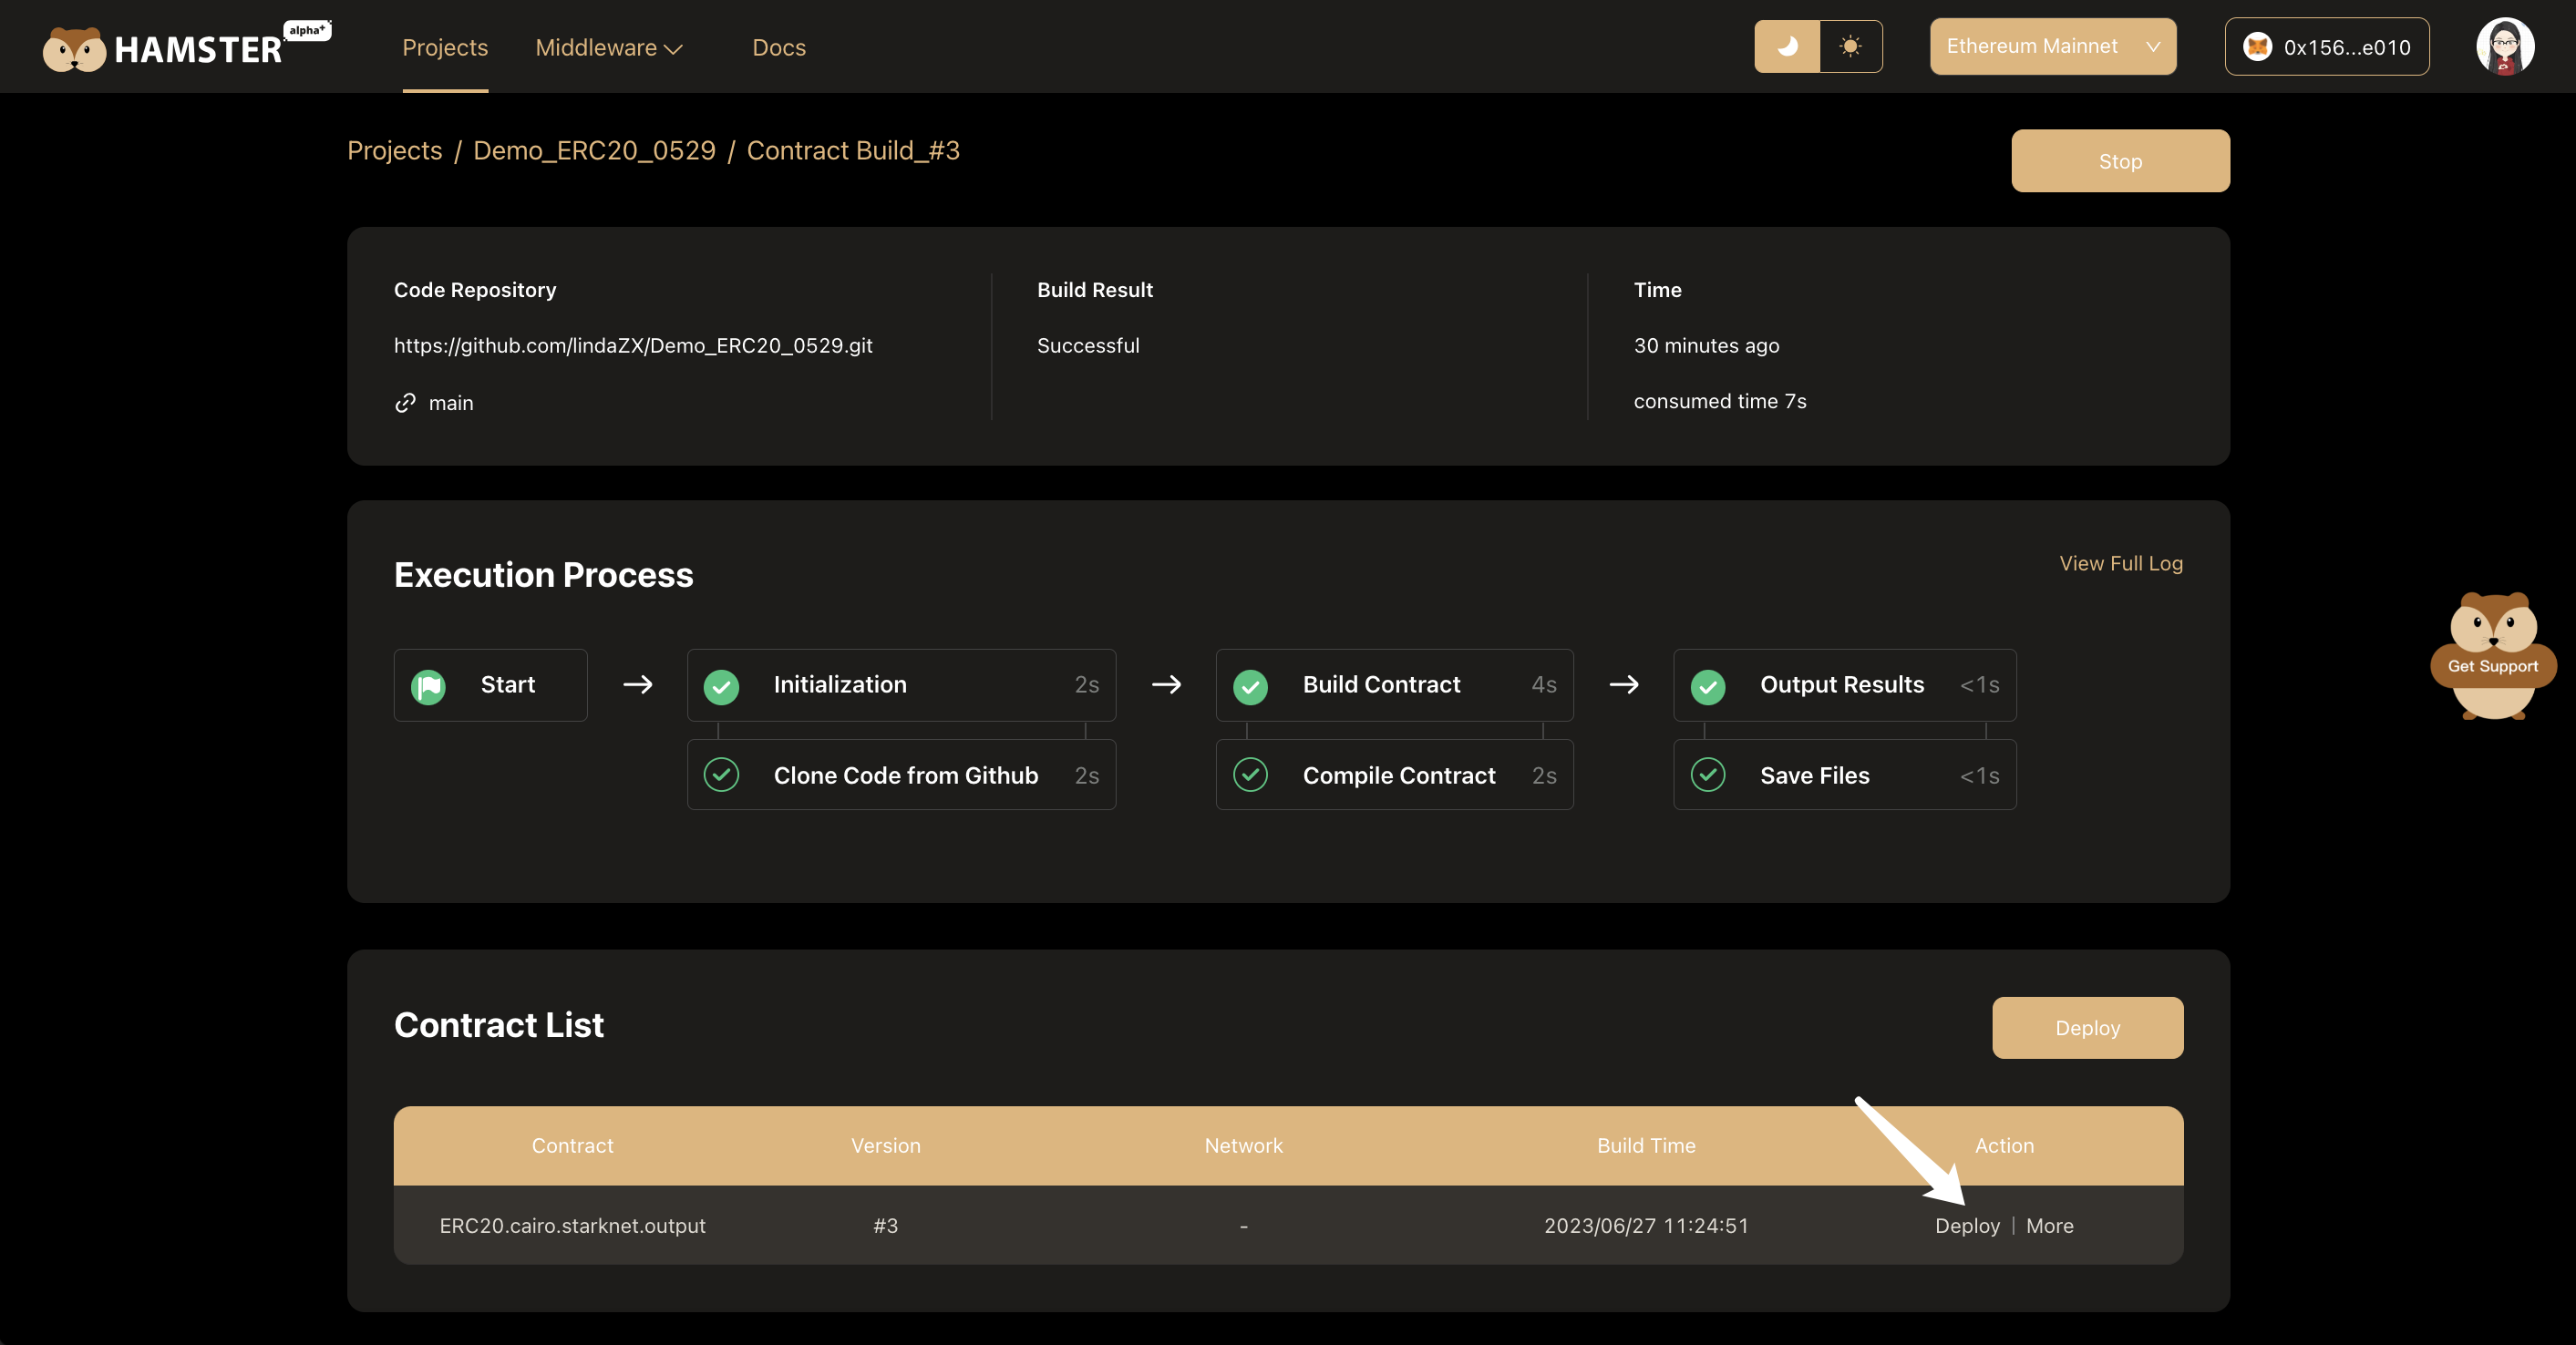 HAMSTER alpha+
Projects Middleware Docs
Ethereum Mainnet 0x156...e010
Projects / Demo_ERC20_0529 / Contract Build_#3
Stop
Code Repository
https://github.com/lindaZX/Demo_ERC20_0529.git
main
Build Result
Successful
Time
30 minutes ago
consumed time 7s
Execution Process
View Full Log
Start
Initialization 2s
Clone Code from Github 2s
Build Contract 4s
Compile Contract 2s
Output Results <1s
Save Files <1s
Get Support
Contract List
Deploy
Contract Version Network Build Time Action
ERC20.cairo.starknet.output #3 - 2023/06/27 11:24:51 Deploy | More